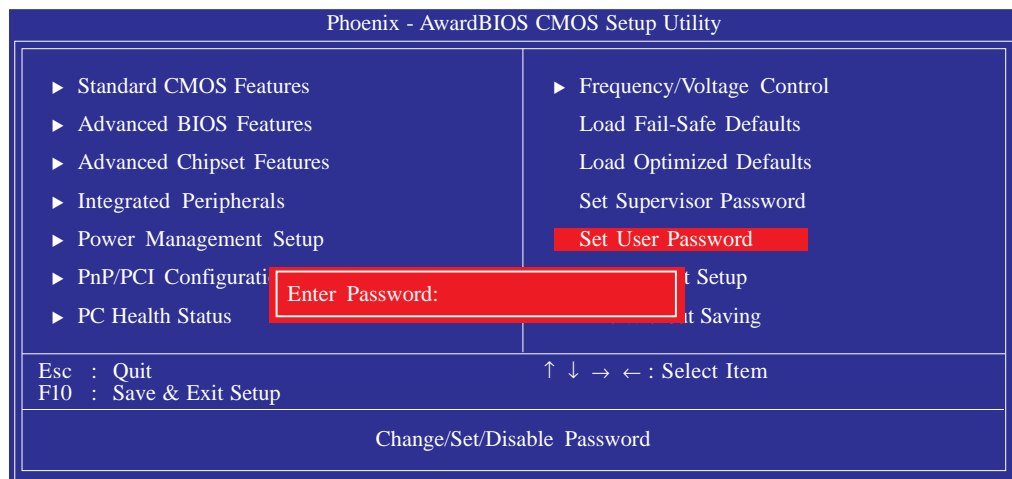 Phoenix - AwardBIOS CMOS Setup Utility
▶ Standard CMOS Features
▶ Advanced BIOS Features
▶ Advanced Chipset Features
▶ Integrated Peripherals
▶ Power Management Setup
▶ PnP/PCI
▶ PC Health Status
▶ Frequency/Voltage Control
Load Fail-Safe Defaults
Load Optimized Defaults
Set Supervisor Password
Set User Password
Setup
Saving
Enter Password:
Esc : Quit
F10 : Save & Exit Setup
↑ ↓ → ← : Select Item
Change/Set/Disable Password